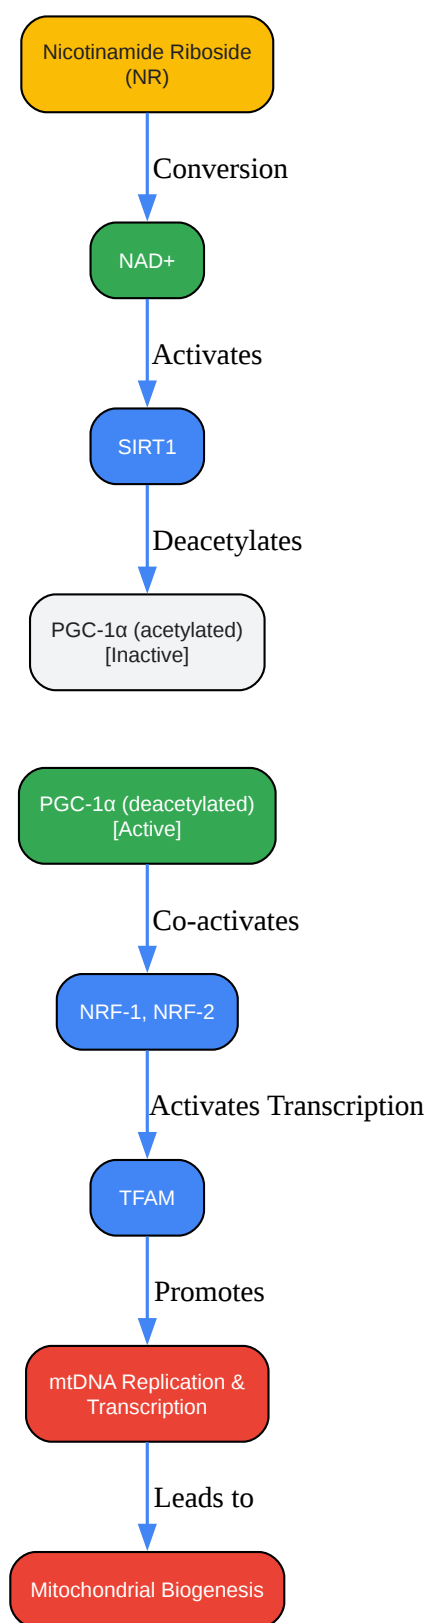 Nicotinamide Riboside
(NR)
Conversion
NAD+
Activates
SIRT1
Deacetylates
PGC-1α (acetylated)
[Inactive]
PGC-1α (deacetylated)
[Active]
Co-activates
NRF-1, NRF-2
Activates Transcription
TFAM
Promotes
mtDNA Replication &
Transcription
Leads to
Mitochondrial Biogenesis